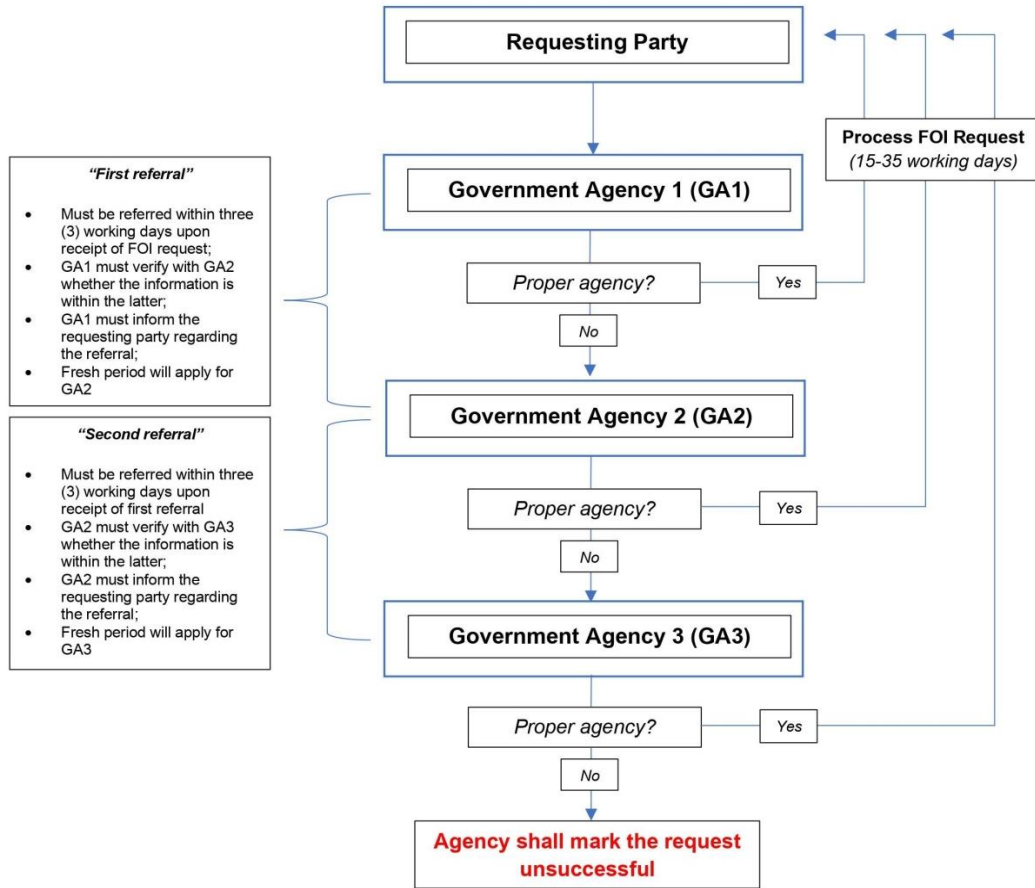 Requesting Party
Process FOI Request
(15-35 working days)
“First referral”
• Must be referred within three
(3) working days upon
receipt of FOI request;
• GA1 must verify with GA2
whether the information is
within the latter;
• GA1 must inform the
requesting party regarding
the referral;
• Fresh period will apply for
GA2
Government Agency 1 (GA1)
Proper agency?
Yes
No
Government Agency 2 (GA2)
“Second referral”
• Must be referred within three
(3) working days upon
receipt of first referral
• GA2 must verify with GA3
whether the information is
within the latter;
• GA2 must inform the
requesting party regarding
the referral;
• Fresh period will apply for
GA3
Proper agency?
Yes
No
Government Agency 3 (GA3)
Proper agency?
Yes
No
Agency shall mark the request
unsuccessful